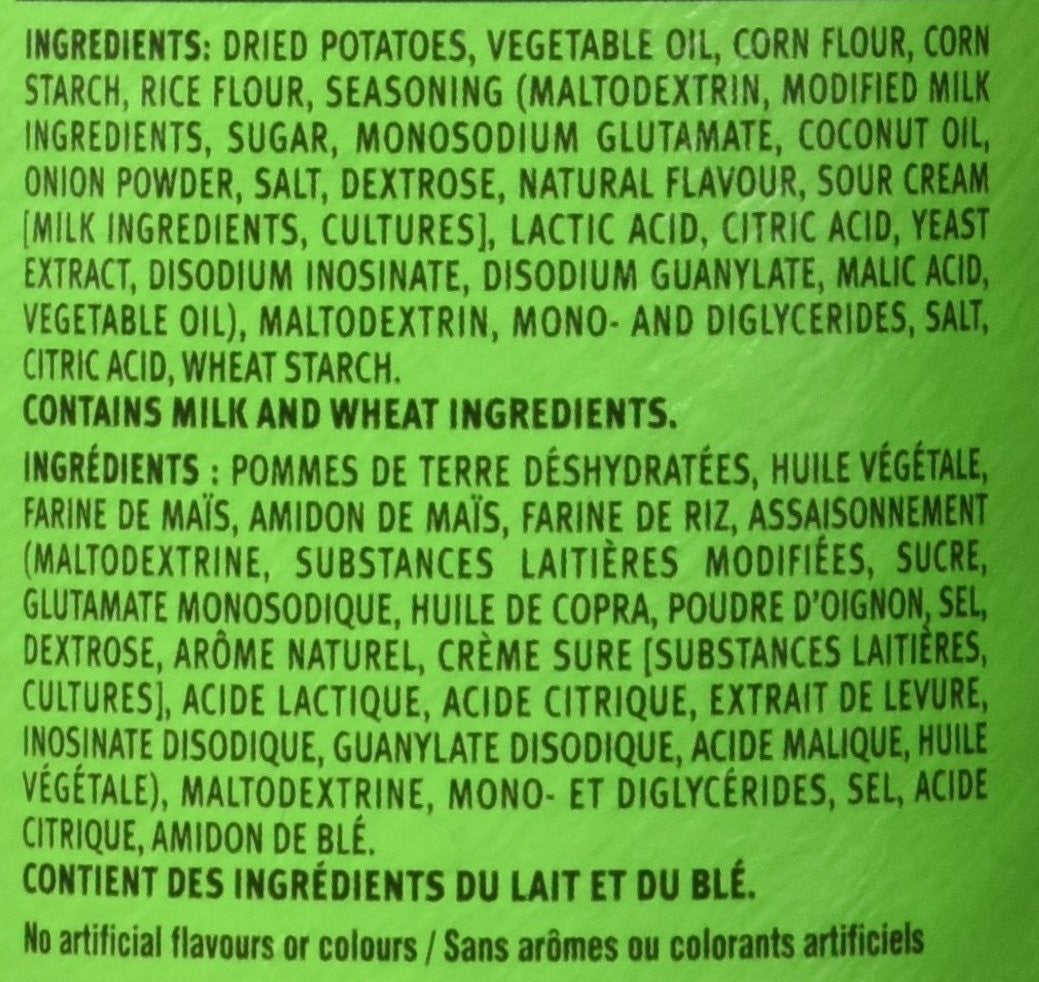 INGREDIENTS: DRIED POTATOES, VEGETABLE OIL, CORN FLOUR, CORN
STARCH, RICE FLOUR, SEASONING (MALTODEXTRIN, MODIFIED MILK
INGREDIENTS, SUGAR, MONOSODIUM GLUTAMATE, COCONUT OIL,
ONION POWDER, SALT, DEXTROSE, NATURAL FLAVOUR, SOUR CREAM
[MILK INGREDIENTS, CULTURES], LACTIC ACID, CITRIC ACID, YEAST
EXTRACT, DISODIUM INOSINATE, DISODIUM GUANYLATE, MALIC ACID,
VEGETABLE OIL), MALTODEXTRIN, MONO- AND DIGLYCERIDES, SALT,
CITRIC ACID, WHEAT STARCH.
CONTAINS MILK AND WHEAT INGREDIENTS.
INGRÉDIENTS : POMMES DE TERRE DÉSHYDRATÉES, HUILE VÉGÉTALE,
FARINE DE MAÏS, AMIDON DE MAÏS, FARINE DE RIZ, ASSAISONNEMENT
(MALTODEXTRINE, SUBSTANCES LAITIÈRES MODIFIÉES, SUCRE,
GLUTAMATE MONOSODIQUE, HUILE DE COPRA, POUDRE D'OIGNON, SEL,
DEXTROSE, ARÔME NATUREL, CRÈME SURE [SUBSTANCES LAITIÈRES,
CULTURES], ACIDE LACTIQUE, ACIDE CITRIQUE, EXTRAIT DE LEVURE,
INOSINATE DISODIQUE, GUANYLATE DISODIQUE, ACIDE MALIQUE, HUILE
VÉGÉTALE), MALTODEXTRINE, MONO- ET DIGLYCÉRIDES, SEL, ACIDE
CITRIQUE, AMIDON DE BLÉ.
CONTIENT DES INGRÉDIENTS DU LAIT ET DU BLÉ.
No artificial flavours or colours / Sans arômes ou colorants artificiels